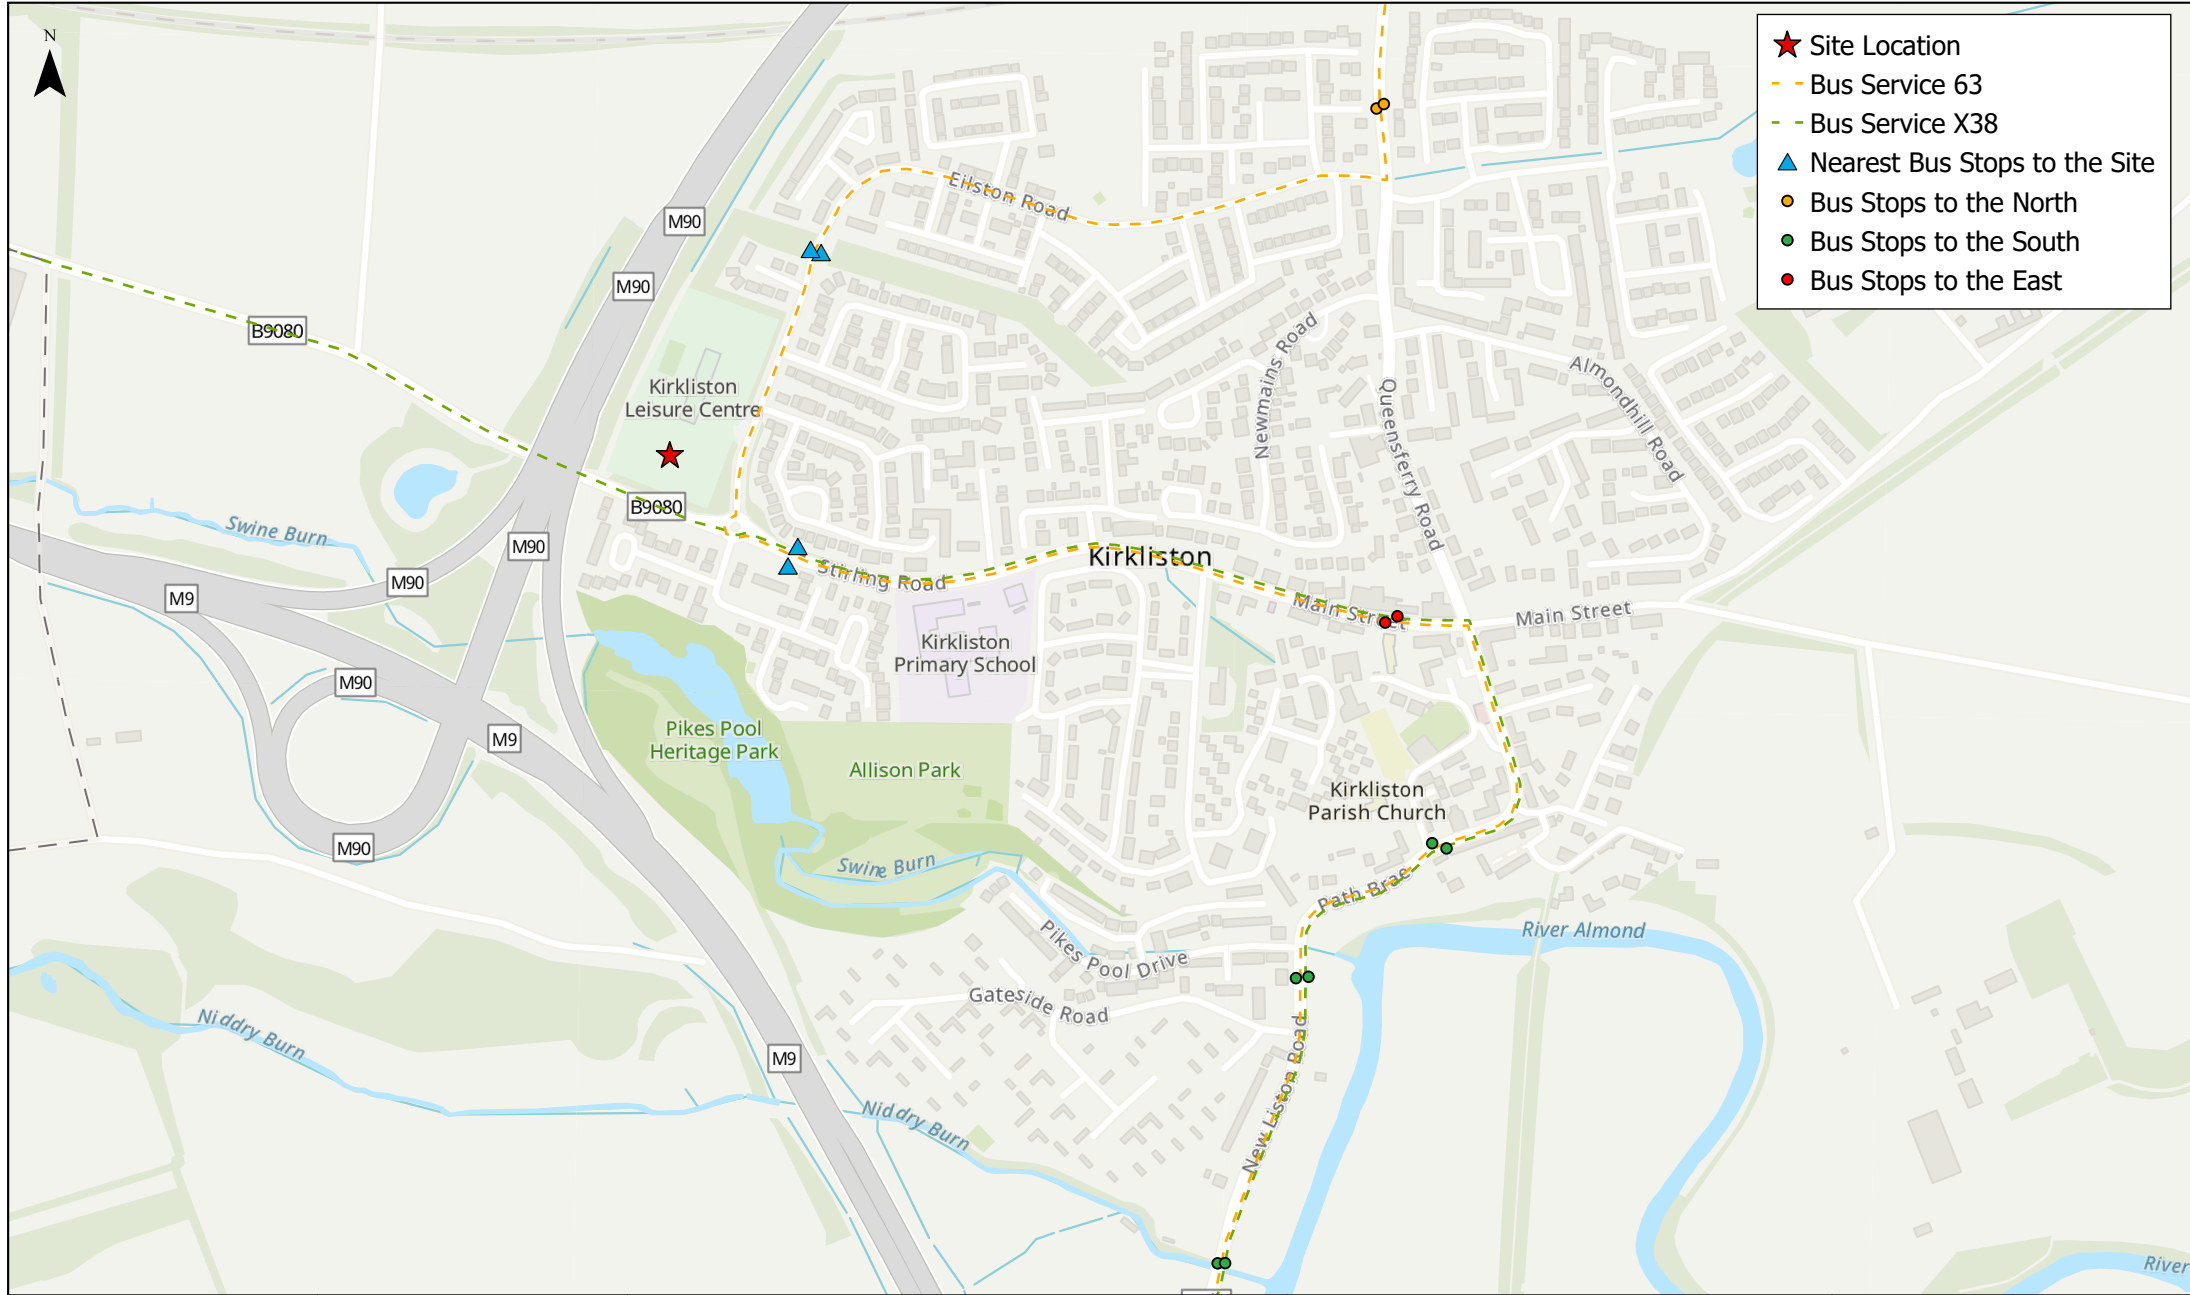 N
Site Location
Bus Service 63
Bus Service X38
Nearest Bus Stops to the Site
Bus Stops to the North
Bus Stops to the South
Bus Stops to the East
M90
Eilston Road
M90
B9080
Kirkliston
Leisure Centre
Newmains Road
Queensferry Road
Almondhill Road
B9080
Swine Burn
M90
Kirkliston
Stirling Road
M90
M9
Main Street
Main Street
Kirkliston
Primary School
M90
M9
Pikes Pool
Heritage Park
Allison Park
Kirkliston
Parish Church
M90
Swine Burn
Path Brae
River Almond
Pikes Pool Drive
Gateside Road
Niddry Burn
M9
New Liston Road
Niddry Burn
River